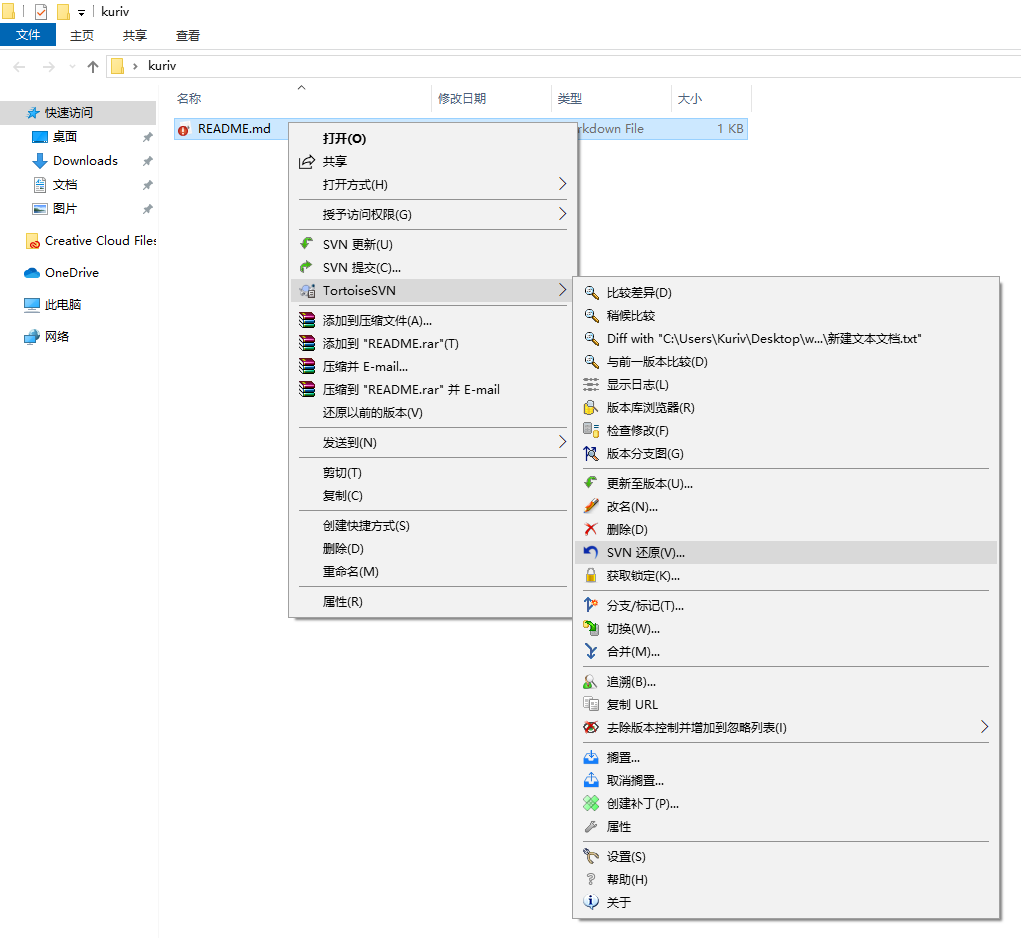 kuriv
文件 主页 共享 查看
kuriv
名称 修改日期 类型 大小
快速访问
桌面
Downloads
文档
图片
Creative Cloud Files
OneDrive
此电脑
网络
README.md rkdown File 1 KB
打开(O)
共享
打开方式(H)
授予访问权限(G)
SVN 更新(U)
SVN 提交(C)...
TortoiseSVN
添加到压缩文件(A)...
添加到 "README.rar"(T)
压缩并 E-mail...
压缩到 "README.rar" 并 E-mail
还原以前的版本(V)
发送到(N)
剪切(T)
复制(C)
创建快捷方式(S)
删除(D)
重命名(M)
属性(R)
比较差异(D)
稍候比较
Diff with "C:\Users\Kuriv\Desktop\w...\新建文本文档.txt"
与前一版本比较(D)
显示日志(L)
版本库浏览器(R)
检查修改(F)
版本分支图(G)
更新至版本(U)...
改名(N)...
删除(D)
SVN 还原(V)...
获取锁定(K)...
分支/标记(T)...
切换(W)...
合并(M)...
追溯(B)...
复制 URL
去除版本控制并增加到忽略列表(I)
搁置...
取消搁置...
创建补丁(P)...
属性
设置(S)
帮助(H)
关于